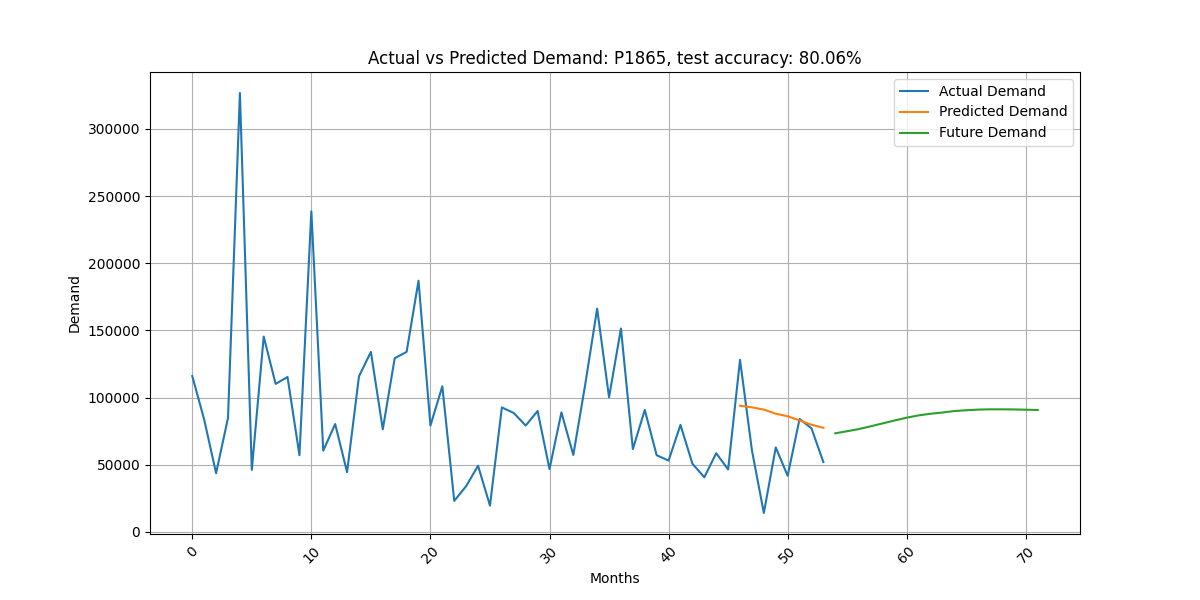 Actual vs Predicted Demand: P1865, test accuracy: 80.06%
Actual Demand
Predicted Demand
Future Demand
300000
250000
200000
150000
100000
50000
0
Demand
0 10 20 30 40 50 60 70
Months